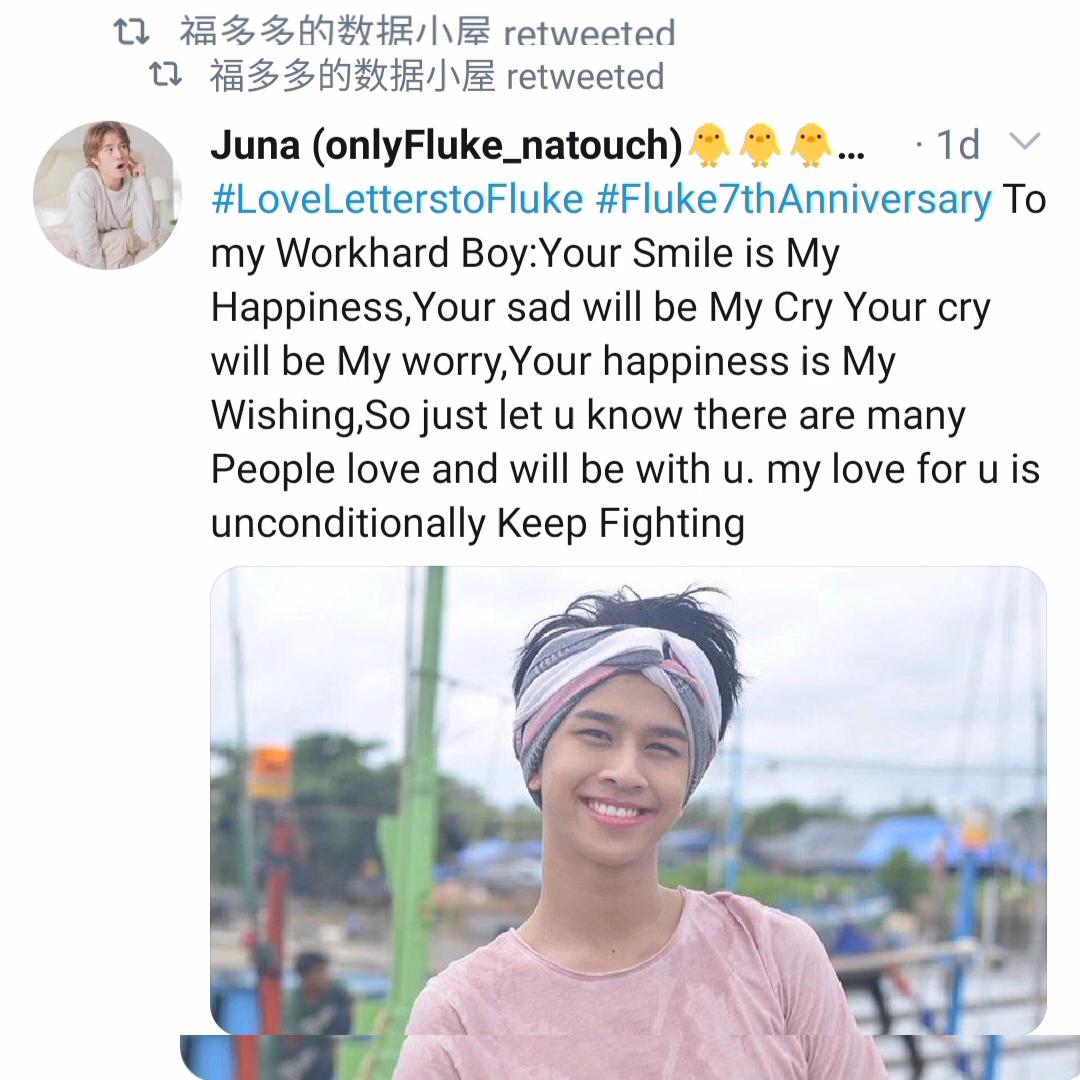 福多多的数据小屋 retweeted
福多多的数据小屋 retweeted
Juna (onlyFluke_natouch)🐥🐥🐥... · 1d
#LoveLetterstoFluke #Fluke7thAnniversary To
my Workhard Boy:Your Smile is My
Happiness,Your sad will be My Cry Your cry
will be My worry,Your happiness is My
Wishing,So just let u know there are many
People love and will be with u. my love for u is
unconditionally Keep Fighting